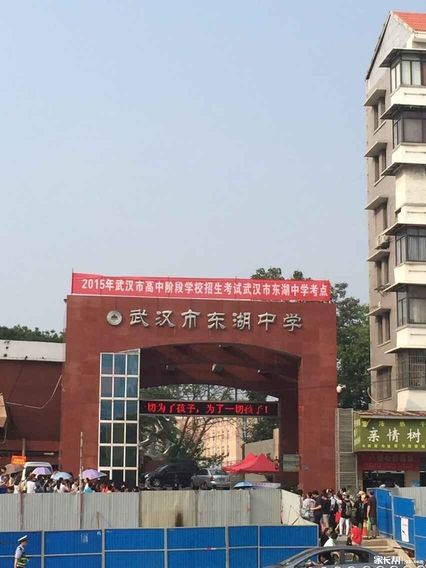 2015年武汉市高中阶段学校招生考试武汉市东湖中学考点
武汉市东湖中学
切为了孩子，为了一切孩子！
亲情树
家长帮